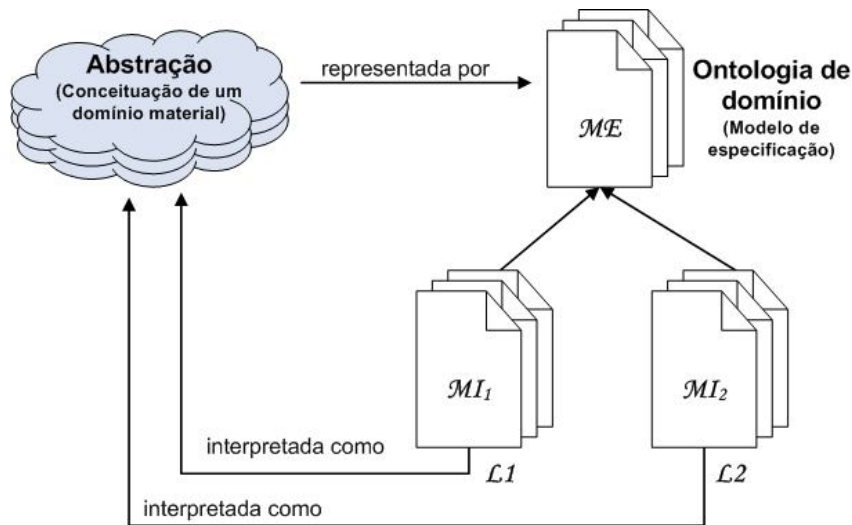 Abstração
(Conceituação de um
domínio material)
representada por
ME
Ontologia de
domínio
(Modelo de
especificação)
MI1
MI2
interpretada como
L1
L2
interpretada como